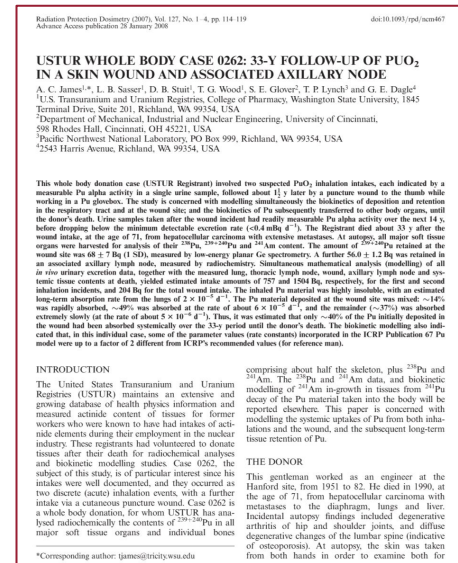 Radiation Protection Dosimetry (2007), Vol. 127, No. 1–4, pp. 114–119
doi:10.1093/rpd/ncm467
Advance Access publication 28 January 2008
USTUR WHOLE BODY CASE 0262: 33-Y FOLLOW-UP OF PUO2
IN A SKIN WOUND AND ASSOCIATED AXILLARY NODE
A. C. James1,*, L. B. Sasser1, D. B. Stuit1, T. G. Wood1, S. E. Glover2, T. P. Lynch3 and G. E. Dagle4
1U.S. Transuranium and Uranium Registries, College of Pharmacy, Washington State University, 1845
Terminal Drive, Suite 201, Richland, WA 99354, USA
2Department of Mechanical, Industrial and Nuclear Engineering, University of Cincinnati,
598 Rhodes Hall, Cincinnati, OH 45221, USA
3Pacific Northwest National Laboratory, PO Box 999, Richland, WA 99354, USA
42543 Harris Avenue, Richland, WA 99354, USA
This whole body donation case (USTUR Registrant) involved two suspected PuO2 inhalation intakes, each indicated by a
measurable Pu alpha activity in a single urine sample, followed about 1½ y later by a puncture wound to the thumb while
working in a Pu glovebox. The study is concerned with modelling simultaneously the biokinetics of deposition and retention
in the respiratory tract and at the wound site; and the biokinetics of Pu subsequently transferred to other body organs, until
the donor's death. Urine samples taken after the wound incident had readily measurable Pu alpha activity over the next 14 y,
before dropping below the minimum detectable excretion rate (<0.4 mBq d−1). The Registrant died about 33 y after the
wound intake, at the age of 71, from hepatocellular carcinoma with extensive metastases. At autopsy, all major soft tissue
organs were harvested for analysis of their 238Pu, 239+240Pu and 241Am content. The amount of 239+240Pu retained at the
wound site was 68 ± 7 Bq (1 SD), measured by low-energy planar Ge spectrometry. A further 56.0 ± 1.2 Bq was retained in
an associated axillary lymph node, measured by radiochemistry. Simultaneous mathematical analysis (modelling) of all
in vivo urinary excretion data, together with the measured lung, thoracic lymph node, wound, axillary lymph node and sys-
temic tissue contents at death, yielded estimated intake amounts of 757 and 1504 Bq, respectively, for the first and second
inhalation incidents, and 204 Bq for the total wound intake. The inhaled Pu material was highly insoluble, with an estimated
long-term absorption rate from the lungs of 2 × 10−5 d−1. The Pu material deposited at the wound site was mixed: ∼14%
was rapidly absorbed, ∼49% was absorbed at the rate of about 6 × 10−5 d−1, and the remainder (∼37%) was absorbed
extremely slowly (at the rate of about 5 × 10−6 d−1). Thus, it was estimated that only ∼40% of the Pu initially deposited in
the wound had been absorbed systemically over the 33-y period until the donor's death. The biokinetic modelling also indi-
cated that, in this individual case, some of the parameter values (rate constants) incorporated in the ICRP Publication 67 Pu
model were up to a factor of 2 different from ICRP's recommended values (for reference man).
INTRODUCTION
The United States Transuranium and Uranium
Registries (USTUR) maintains an extensive and
growing database of health physics information and
measured actinide content of tissues for former
workers who were known to have had intakes of acti-
nide elements during their employment in the nuclear
industry. These registrants had volunteered to donate
tissues after their death for radiochemical analyses
and biokinetic modelling studies. Case 0262, the
subject of this study, is of particular interest since his
intakes were well documented, and they occurred as
two discrete (acute) inhalation events, with a further
intake via a cutaneous puncture wound. Case 0262 is
a whole body donation, for whom USTUR has ana-
lysed radiochemically the contents of 239+240Pu in all
major soft tissue organs and individual bones
*Corresponding author: tjames@tricity.wsu.edu
comprising about half the skeleton, plus 238Pu and
241Am. The 238Pu and 241Am data, and biokinetic
modelling of 241Am in-growth in tissues from 241Pu
decay of the Pu material taken into the body will be
reported elsewhere. This paper is concerned with
modelling the systemic uptakes of Pu from both inha-
lations and the wound, and the subsequent long-term
tissue retention of Pu.
THE DONOR
This gentleman worked as an engineer at the
Hanford site, from 1951 to 82. He died in 1990, at
the age of 71, from hepatocellular carcinoma with
metastases to the diaphragm, lungs and liver.
Incidental autopsy findings included degenerative
arthritis of hip and shoulder joints, and diffuse
degenerative changes of the lumbar spine (indicative
of osteoporosis). At autopsy, the skin was taken
from both hands in order to examine both for